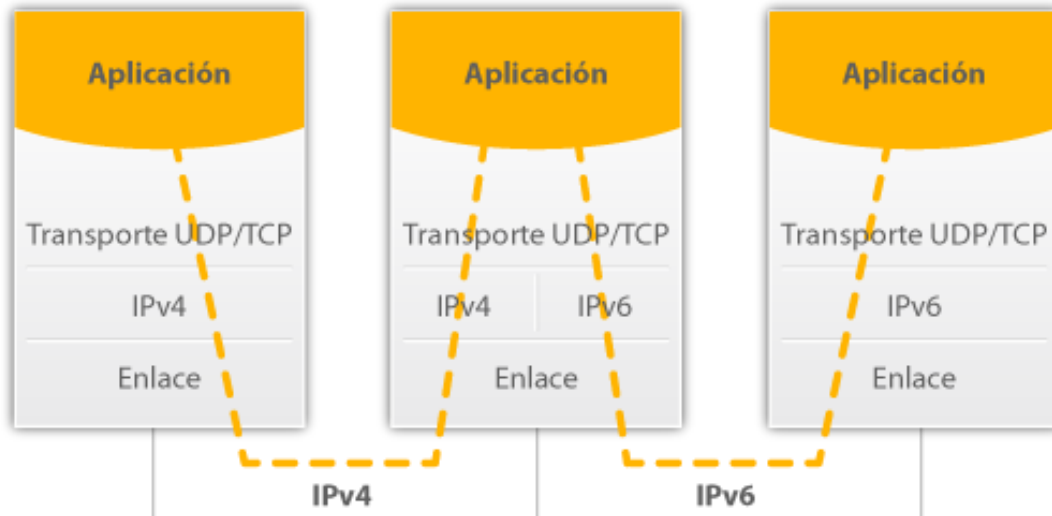 Aplicación
Transporte UDP/TCP
IPv4
Enlace
Aplicación
Transporte UDP/TCP
IPv4 IPv6
Enlace
Aplicación
Transporte UDP/TCP
IPv6
Enlace
IPv4
IPv6